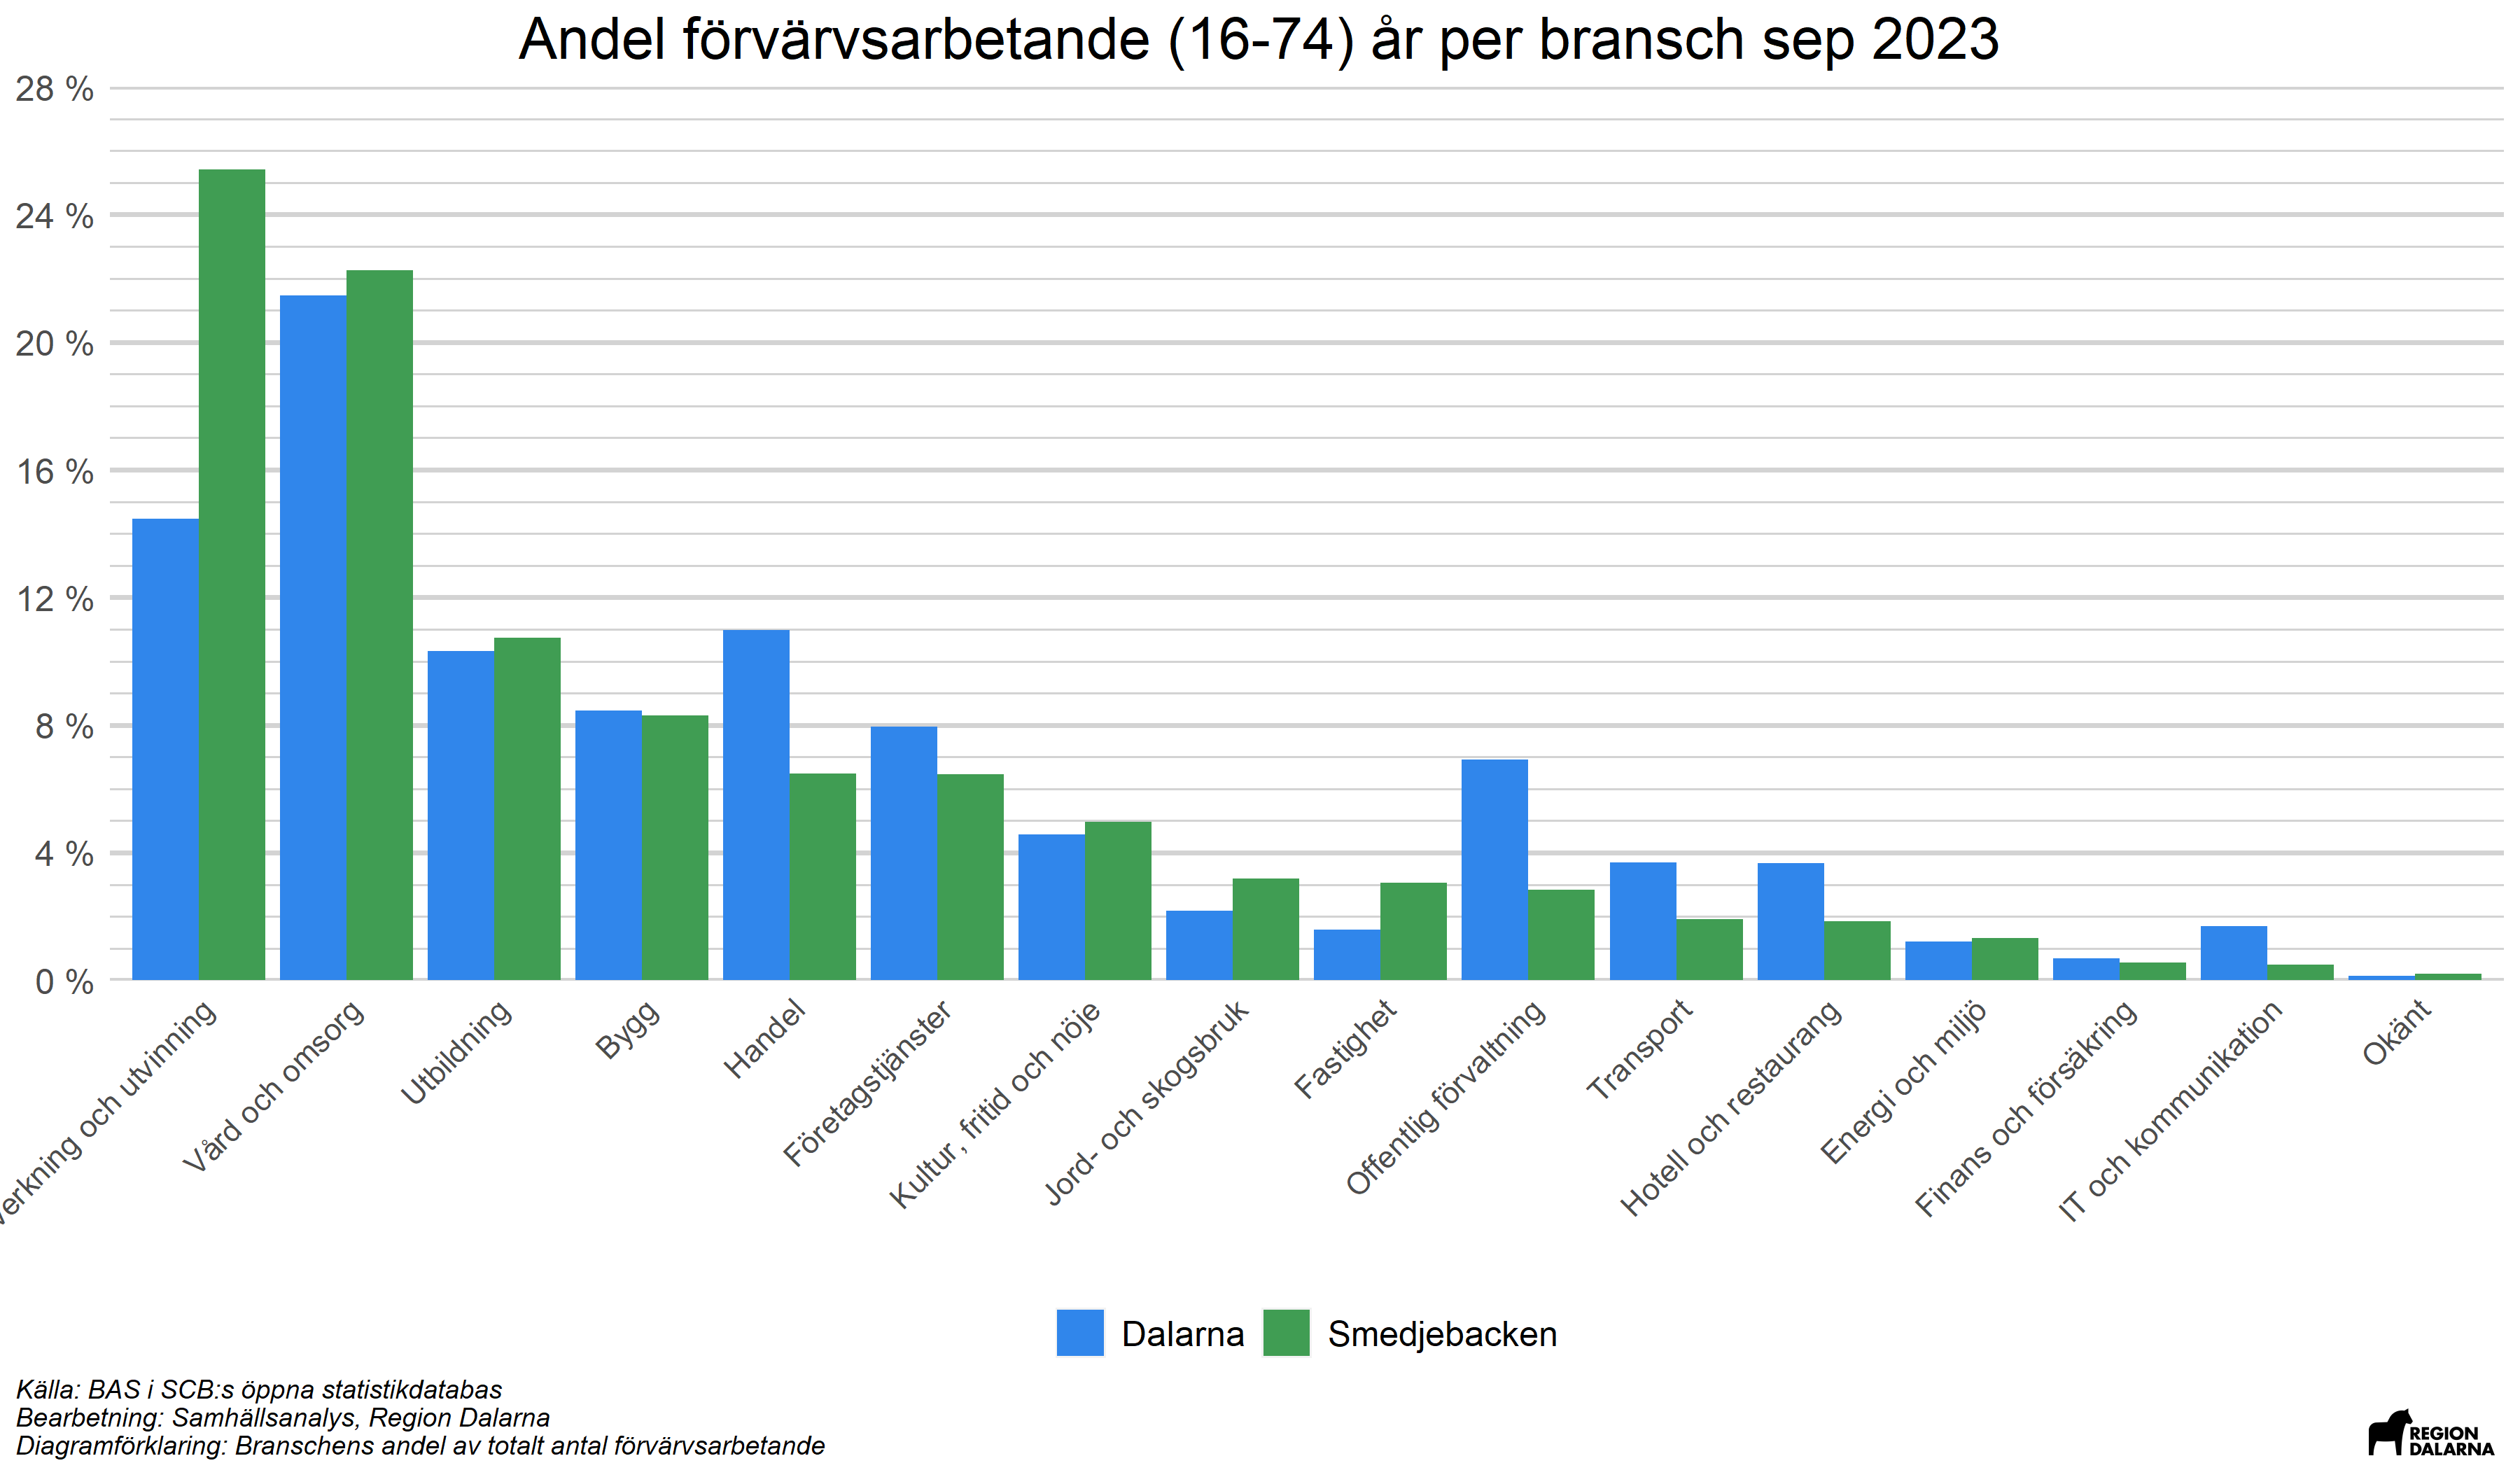 Andel förvärvsarbetande (16-74) år per bransch sep 2023
28 %
24 %
20 %
16 %
12 %
8 %
4 %
0 %
och utvinning
Vård och omsorg
Utbildning
Bygg
Handel
Företagstjänster
Kultur, fritid och nöje
Jord- och skogsbruk
Fastighet
Offentlig förvaltning
Transport
Hotell och restaurang
Energi och miljö
Finans och försäkring
IT och kommunikation
Okänt
Dalarna
Smedjebacken
Källa: BAS i SCB:s öppna statistikdatabas
Bearbetning: Samhällsanalys, Region Dalarna
Diagramförklaring: Branschens andel av totalt antal förvärvsarbetande
REGION
DALARNA